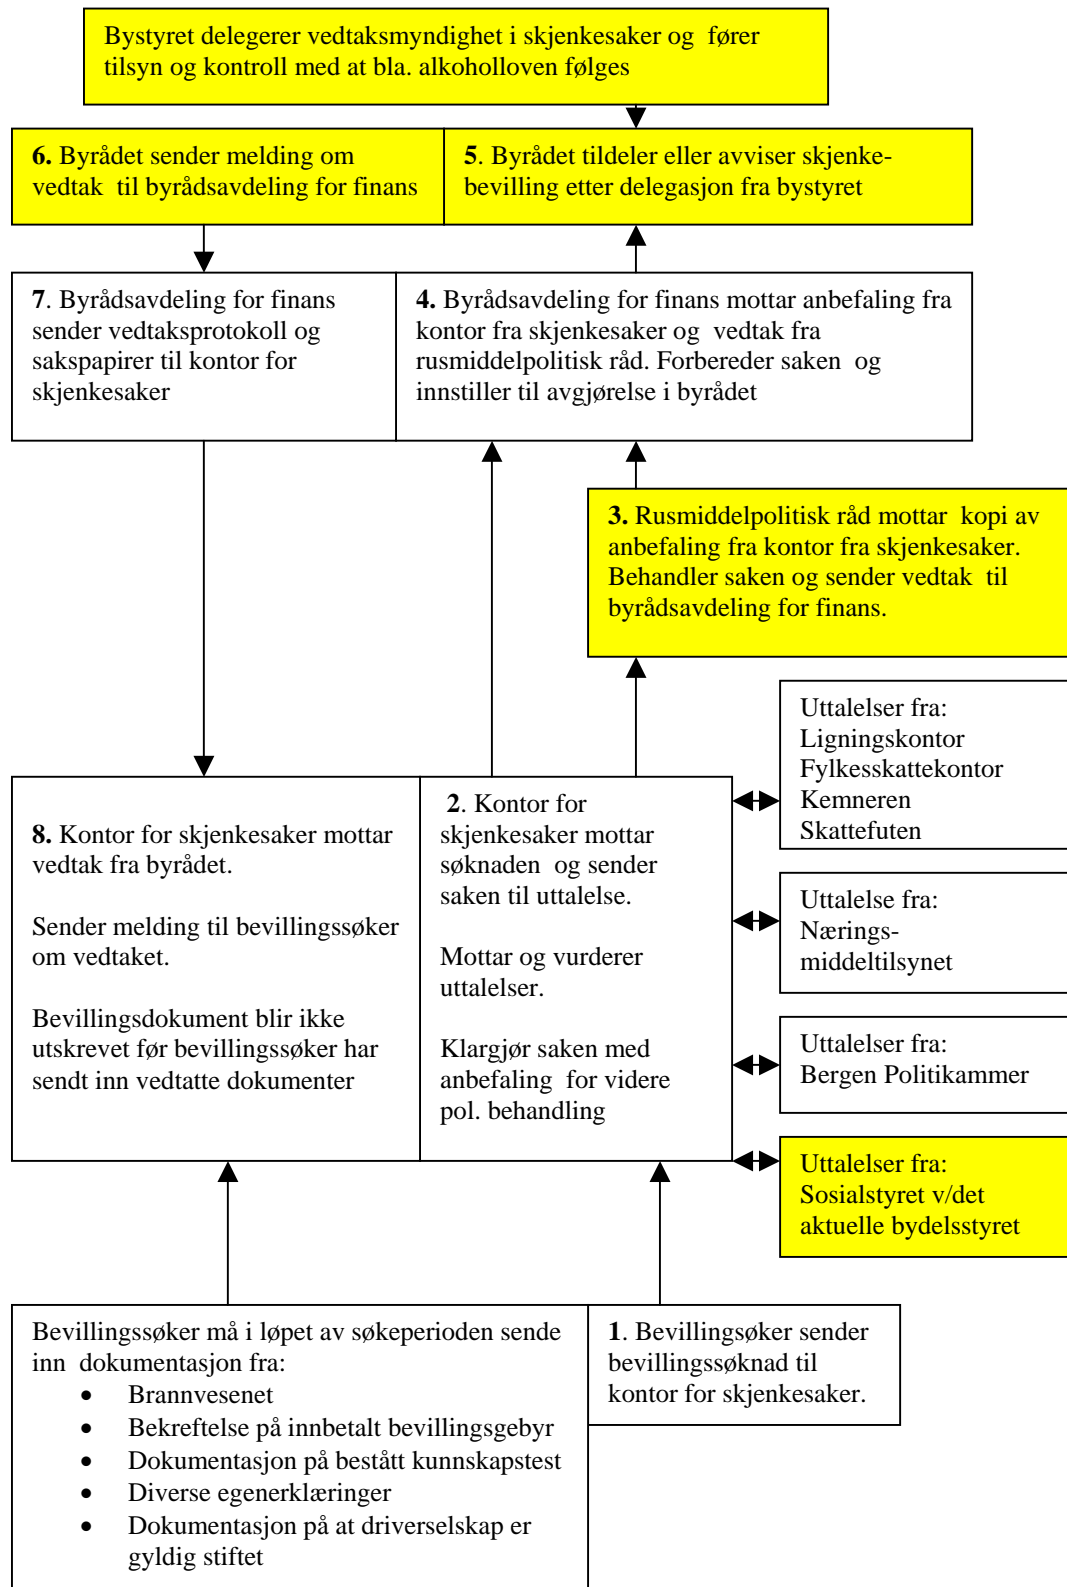 Bystyret delegerer vedtaksmyndighet i skjenkesaker og fører
tilsyn og kontroll med at bla. alkoholloven følges
6. Byrådet sender melding om
vedtak til byrådsavdeling for finans
5. Byrådet tildeler eller avviser skjenke-
bevilling etter delegasjon fra bystyret
7. Byrådsavdeling for finans
sender vedtaksprotokoll og
sakspapirer til kontor for
skjenkesaker
4. Byrådsavdeling for finans mottar anbefaling fra
kontor fra skjenkesaker og vedtak fra
rusmiddelpolitisk råd. Forbereder saken og
innstiller til avgjørelse i byrådet
3. Rusmiddelpolitisk råd mottar kopi av
anbefaling fra kontor fra skjenkesaker.
Behandler saken og sender vedtak til
byrådsavdeling for finans.
Uttalelser fra:
Ligningskontor
Fylkesskattekontor
Kemneren
Skattefuten
8. Kontor for skjenkesaker mottar
vedtak fra byrådet.
Sender melding til bevillingssøker
om vedtaket.
Bevillingsdokument blir ikke
utskrevet før bevillingssøker har
sendt inn vedtatte dokumenter
2. Kontor for
skjenkesaker mottar
søknaden og sender
saken til uttalelse.
Mottar og vurderer
uttalelser.
Klargjør saken med
anbefaling for videre
pol. behandling
Uttalelse fra:
Nærings-
middeltilsynet
Uttalelser fra:
Bergen Politikammer
Uttalelser fra:
Sosialstyret v/det
aktuelle bydelsstyret
Bevillingssøker må i løpet av søkeperioden sende
inn dokumentasjon fra:
• Brannvesenet
• Bekreftelse på innbetalt bevillingsgebyr
• Dokumentasjon på bestått kunnskapstest
• Diverse egenerklæringer
• Dokumentasjon på at driverselskap er
gyldig stiftet
1. Bevillingsøker sender
bevillingssøknad til
kontor for skjenkesaker.